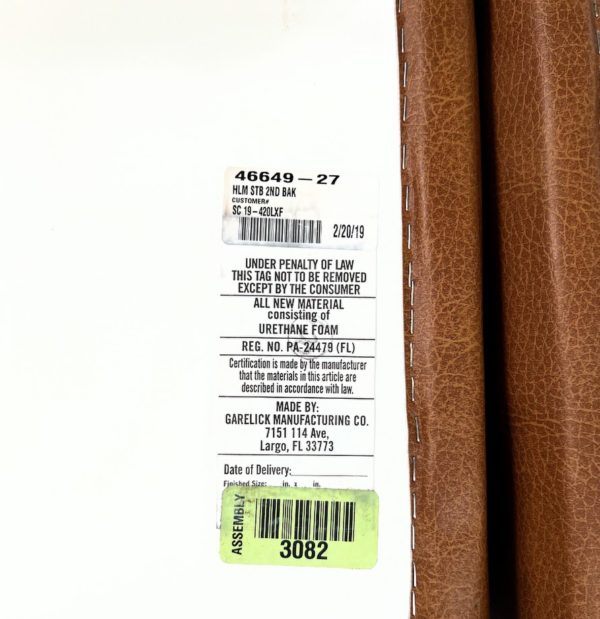 46649-27
HLM STB 2ND BAK
CUSTOMER#
SC 19-420LXF
2/20/19
UNDER PENALTY OF LAW
THIS TAG NOT TO BE REMOVED
EXCEPT BY THE CONSUMER
ALL NEW MATERIAL
consisting of
URETHANE FOAM
REG. NO. PA-24479 (FL)
Certification is made by the manufacturer
that the materials in this article are
described in accordance with law.
MADE BY:
GARELICK MANUFACTURING CO.
7151 114 Ave,
Largo, FL 33773
Date of Delivery:
Finished Size: in. x in.
ASSEMBLY
3082